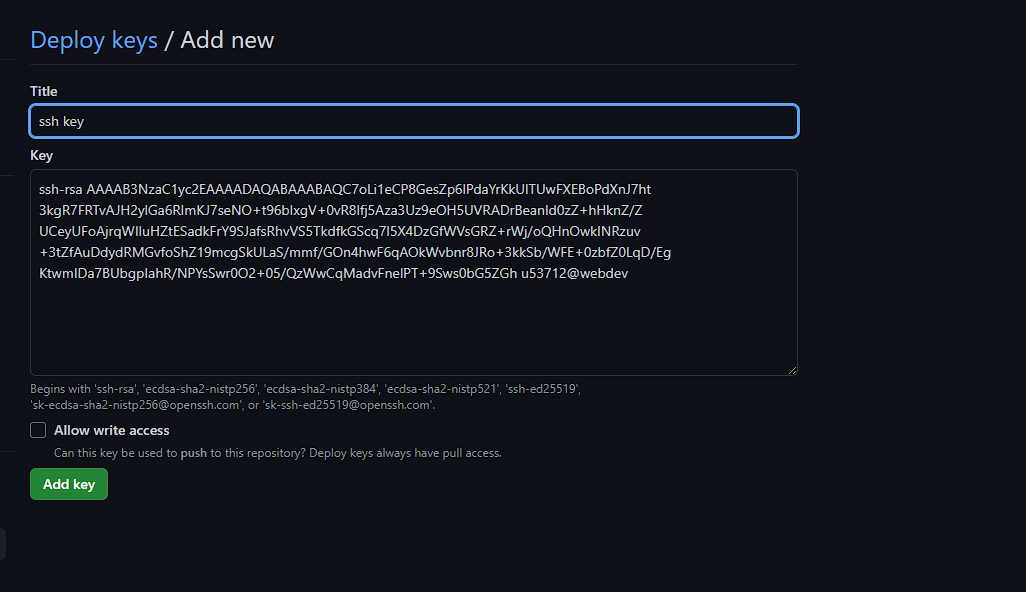 Deploy keys / Add new
Title
ssh key
Key
ssh-rsa AAAAB3NzaC1yc2EAAAADAQABAAABAQC7oLi1eCP8GesZp6lPdaYrKkUlTUwFXEBoPdXnJ7ht
3kgR7FRTvAJH2ylGa6RlmKJ7seNO+t96bIxgV+0vR8Ifj5Aza3Uz9eOH5UVRADrBeanId0zZ+hHknZ/Z
UCeyUFoAjrqWIluHZtESadkFrY9SJafsRhvVS5TkdfkGScq7I5X4DzGfWVsGRZ+rWj/oQHnOwkINRzuv
+3tZfAuDdydRMGvfoShZ19mcgSkULaS/mmf/GOn4hwF6qAOkWvbnr8JRo+3kkSb/WFE+0zbfZ0LqD/Eg
KtwmIDa7BUbgpIahR/NPYsSwr0O2+05/QzWwCqMadvFnelPT+9Sws0bG5ZGh u53712@webdev
Begins with 'ssh-rsa', 'ecdsa-sha2-nistp256', 'ecdsa-sha2-nistp384', 'ecdsa-sha2-nistp521', 'ssh-ed25519',
'sk-ecdsa-sha2-nistp256@openssh.com', or 'sk-ssh-ed25519@openssh.com'.
Allow write access
Can this key be used to push to this repository? Deploy keys always have pull access.
Add key